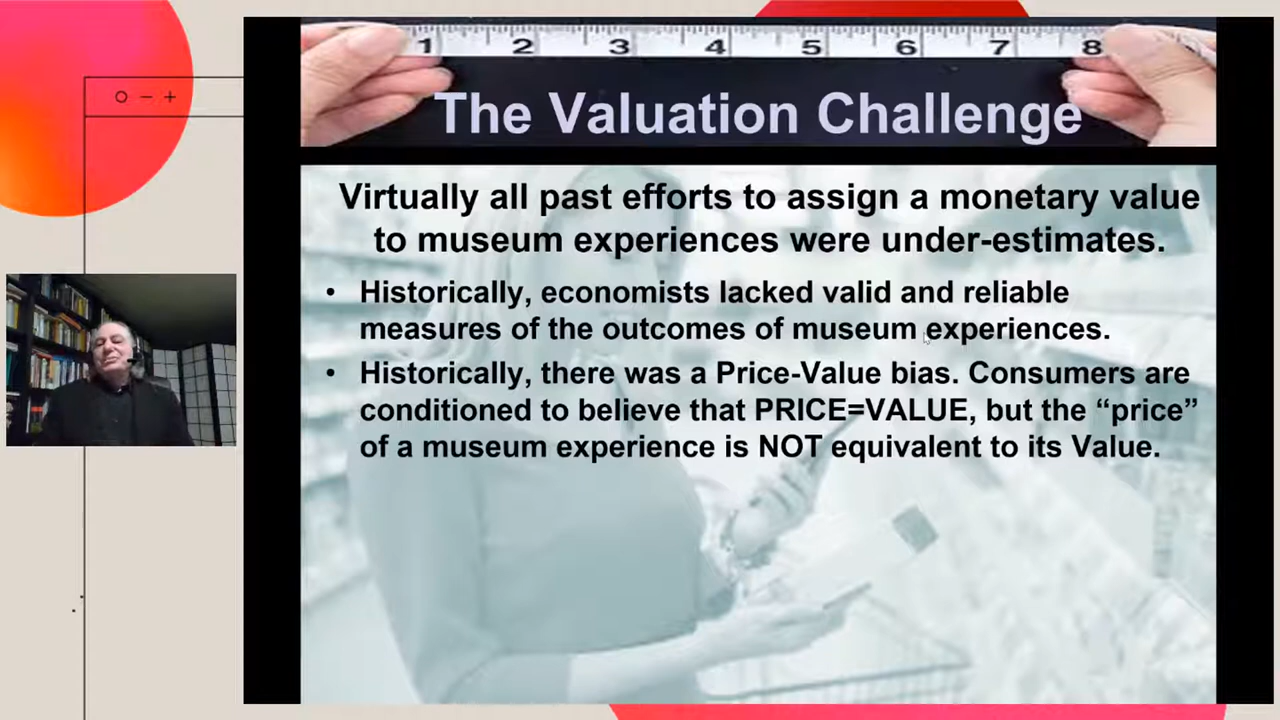 1 2 3 4 5 6 7 8
The Valuation Challenge
Virtually all past efforts to assign a monetary value
to museum experiences were under-estimates.
• Historically, economists lacked valid and reliable
measures of the outcomes of museum experiences.
• Historically, there was a Price-Value bias. Consumers are
conditioned to believe that PRICE=VALUE, but the “price”
of a museum experience is NOT equivalent to its Value.